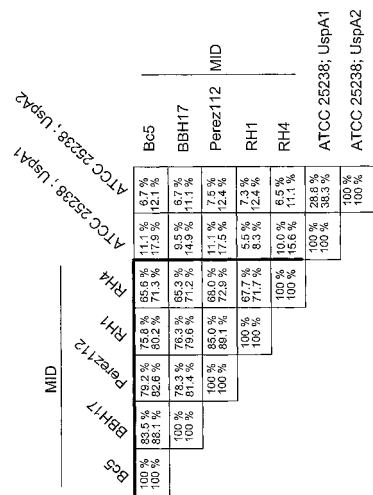 MID
Bc5 BBH17 Perez112 RH1 RH4 ATCC 25238; UspA1 ATCC 25238; UspA2
100 % 83.5 % 79.2 % 75.8 % 65.6 % 11.1 % 6.7 % Bc5
100 % 88.1 % 82.6 % 80.2 % 71.3 % 17.9 % 12.1 %
100 % 78.3 % 76.3 % 65.3 % 9.5 % 6.7 % BBH17
100 % 81.4 % 79.6 % 71.2 % 14.9 % 11.1 %
100 % 85.0 % 68.0 % 11.1 % 7.5 % Perez112
100 % 89.1 % 72.9 % 17.5 % 12.4 %
100 % 67.7 % 5.5 % 7.3 % RH1
100 % 71.7 % 8.3 % 12.4 %
100 % 10.0 % 6.5 % RH4
100 % 15.6 % 11.1 %
100 % 28.8 % ATCC 25238; UspA1
100 % 38.3 %
100 % ATCC 25238; UspA2
100 %
MID